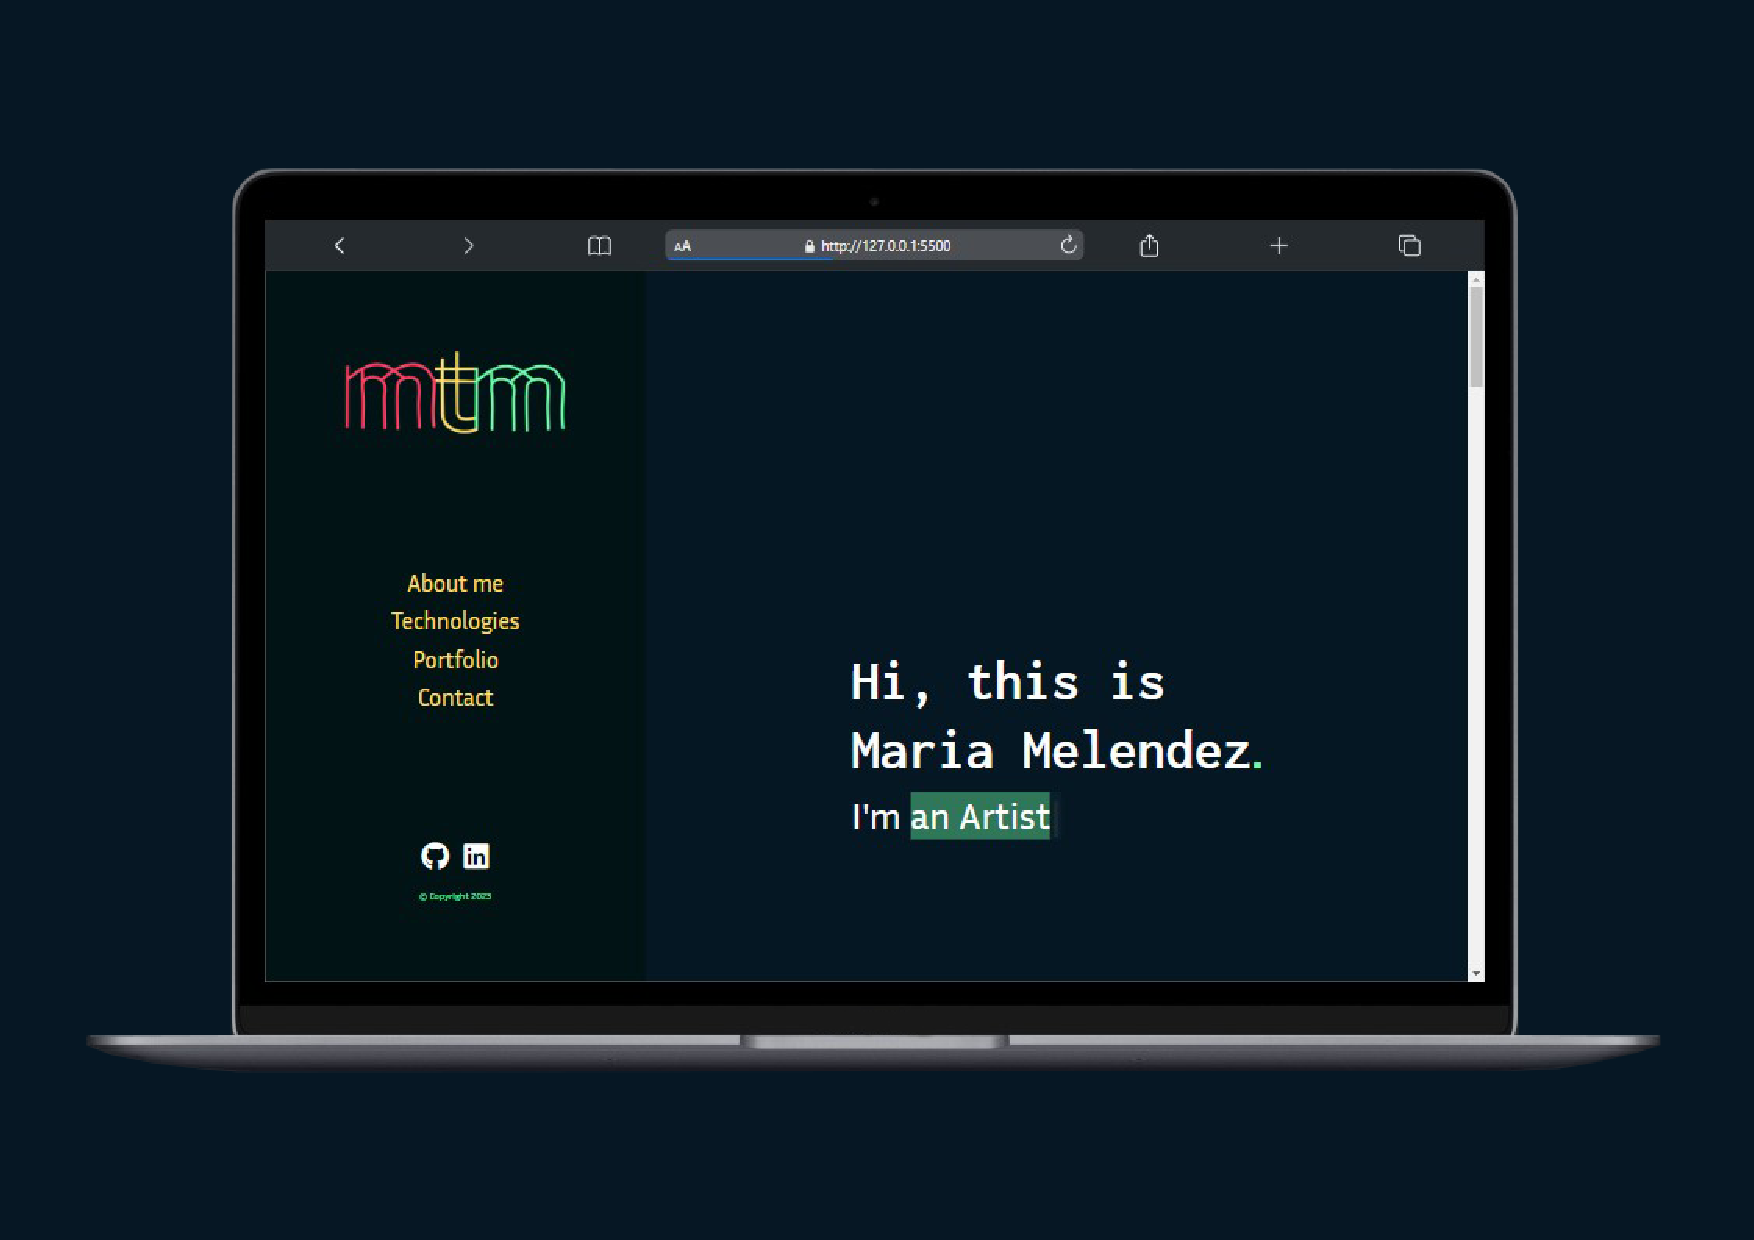 AA http://127.0.0.1:5500
mtm
About me
Technologies
Portfolio
Contact
in
© Copyright 2023
Hi, this is
Maria Melendez.
I'm an Artist